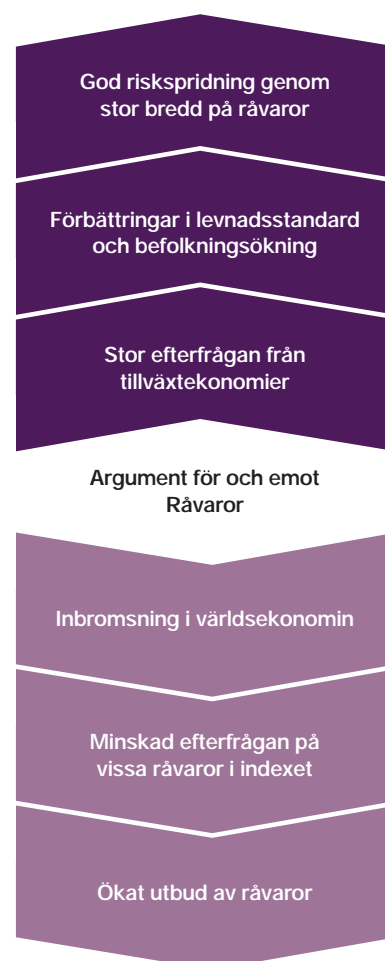 God riskspridning genom
stor bredd på råvaror
Förbättringar i levnadsstandard
och befolkningsökning
Stor efterfrågan från
tillväxtekonomier
Argument för och emot
Råvaror
Inbromsning i världsekonomin
Minskad efterfrågan på
vissa råvaror i indexet
Ökat utbud av råvaror